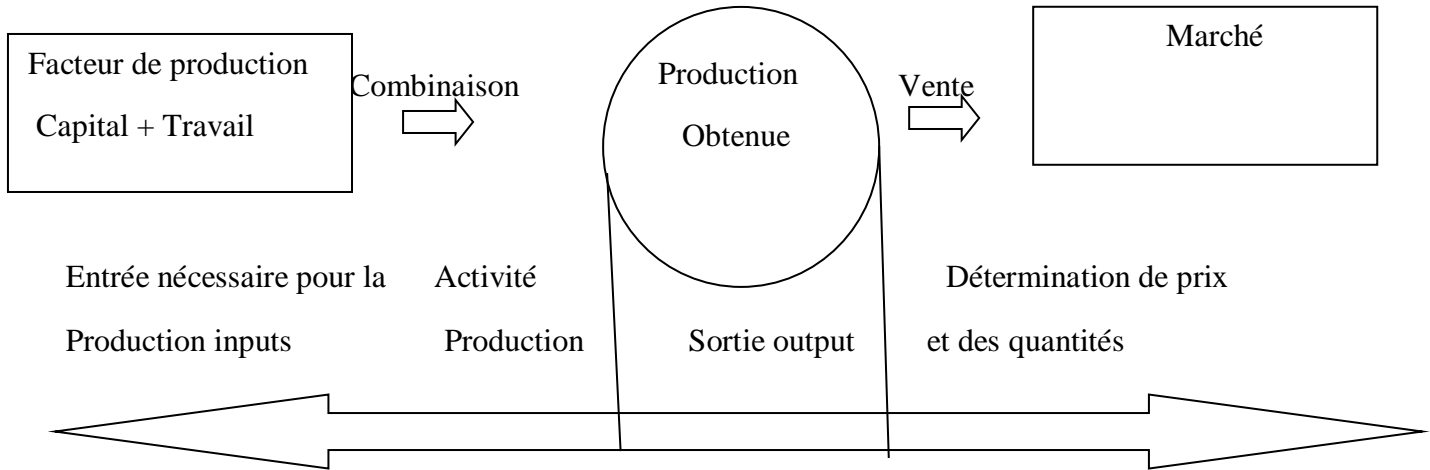 Facteur de production
Capital + Travail
Combinaison
Production
Obtenue
Vente
Marché
Entrée nécessaire pour la
Production inputs
Activité
Production
Sortie output
Détermination de prix
et des quantités